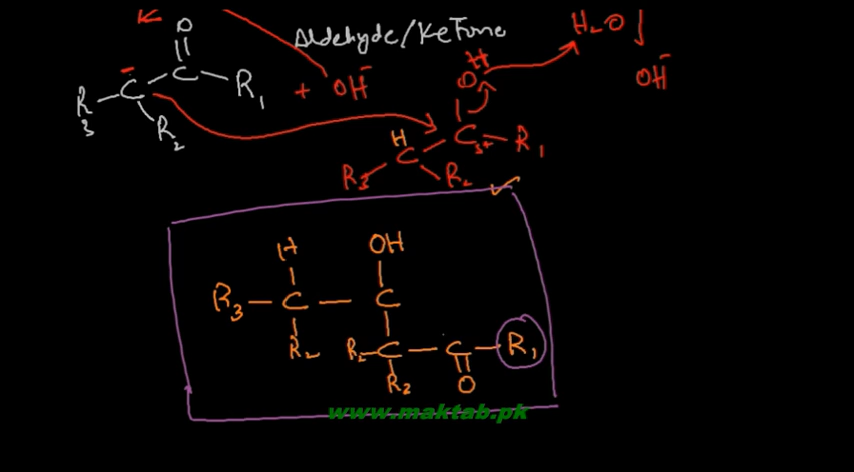 O
Aldehyde/Ketone
H₂O
H
O
OH⁻
C
R₁
+ OH⁻
R₃ C⁻
R₂
H
C
C δ+
R₁
R₃
R₂
H
OH
R₃ — C — C
R₂
R₂ — C — C — R₁
R₃
O
www.maktab.pk